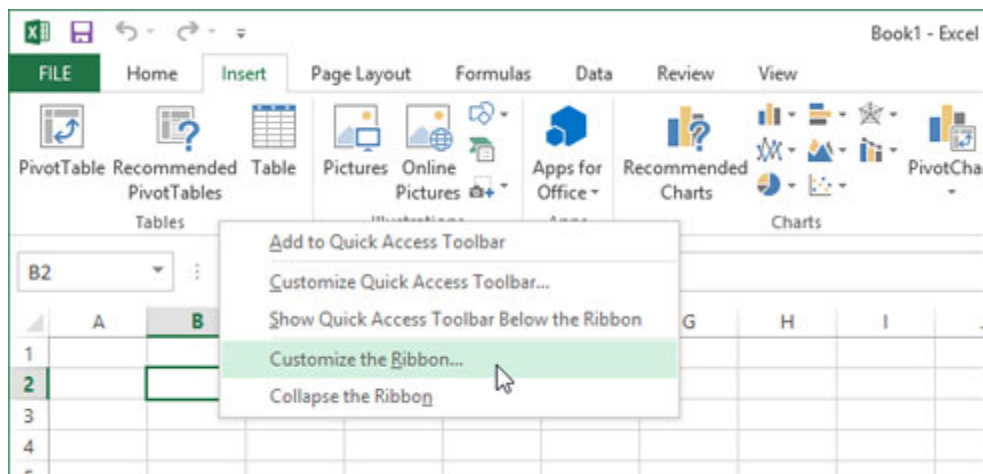 Book1 - Excel
FILE Home Insert Page Layout Formulas Data Review View
PivotTable Recommended PivotTables Table Pictures Online Pictures Apps for Office Recommended Charts
Tables Charts
Add to Quick Access Toolbar
B2
Customize Quick Access Toolbar...
Show Quick Access Toolbar Below the Ribbon
A B G H I
1
Customize the Ribbon...
2
Collapse the Ribbon
3
4